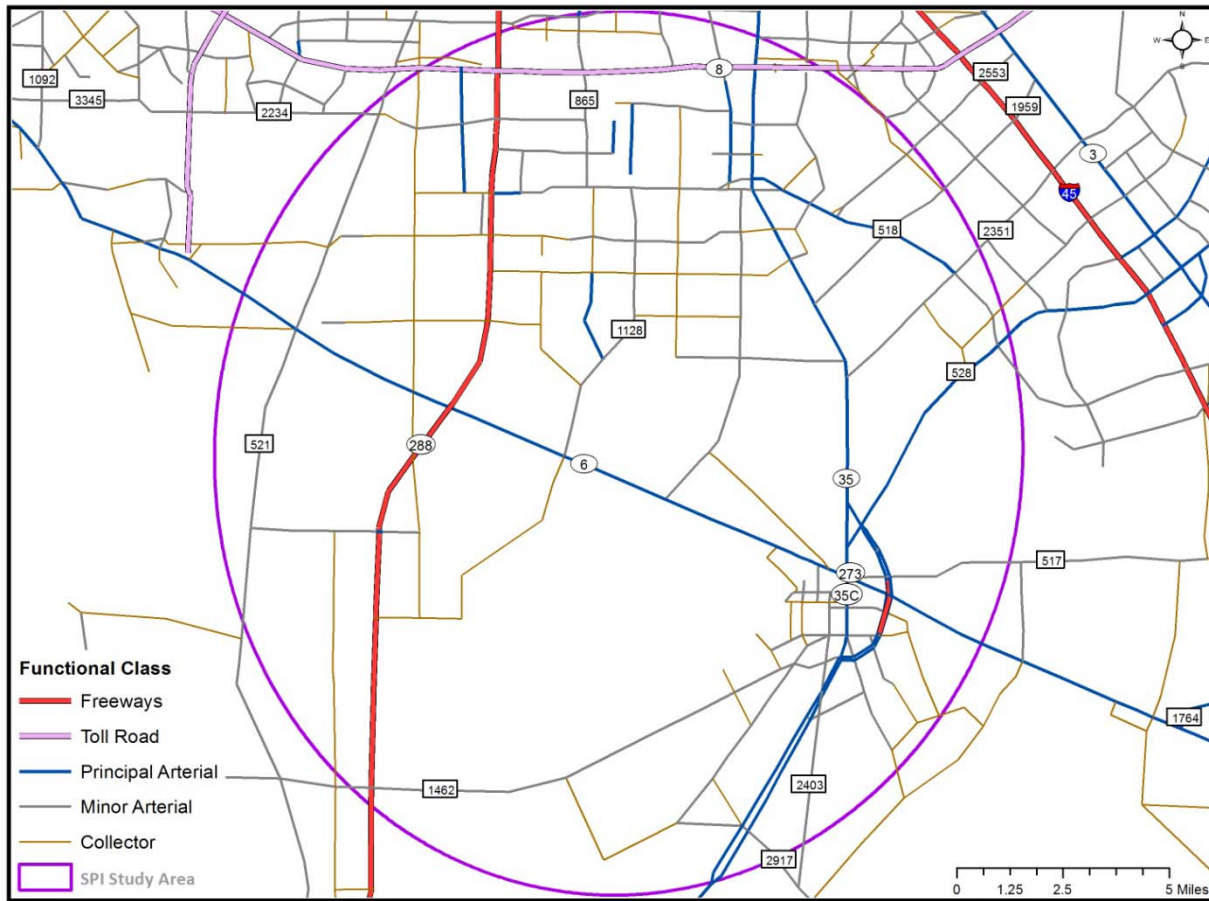 N
W E
S
8
2553
1092
3345
865
1959
2234
3
45
518
2351
1128
528
521
288
6
35
517
273
35C
Functional Class
Freeways
Toll Road
Principal Arterial
Minor Arterial
Collector
SPI Study Area
1764
1462
2403
2917
0 1.25 2.5 5 Miles